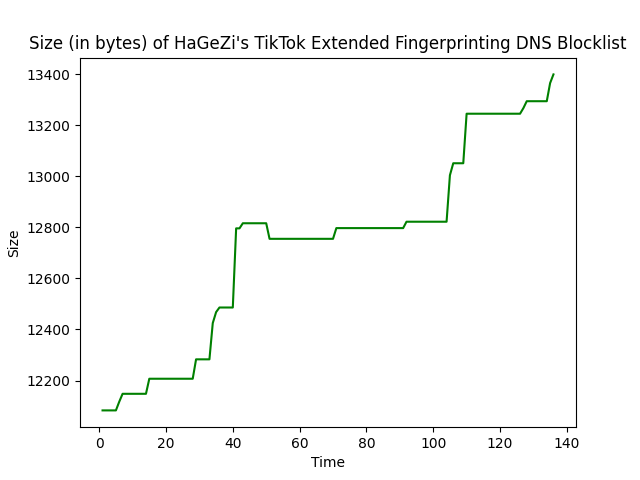 Size (in bytes) of HaGeZi's TikTok Extended Fingerprinting DNS Blocklist
13400
13200
13000
12800
12600
12400
12200
Size
0 20 40 60 80 100 120 140
Time